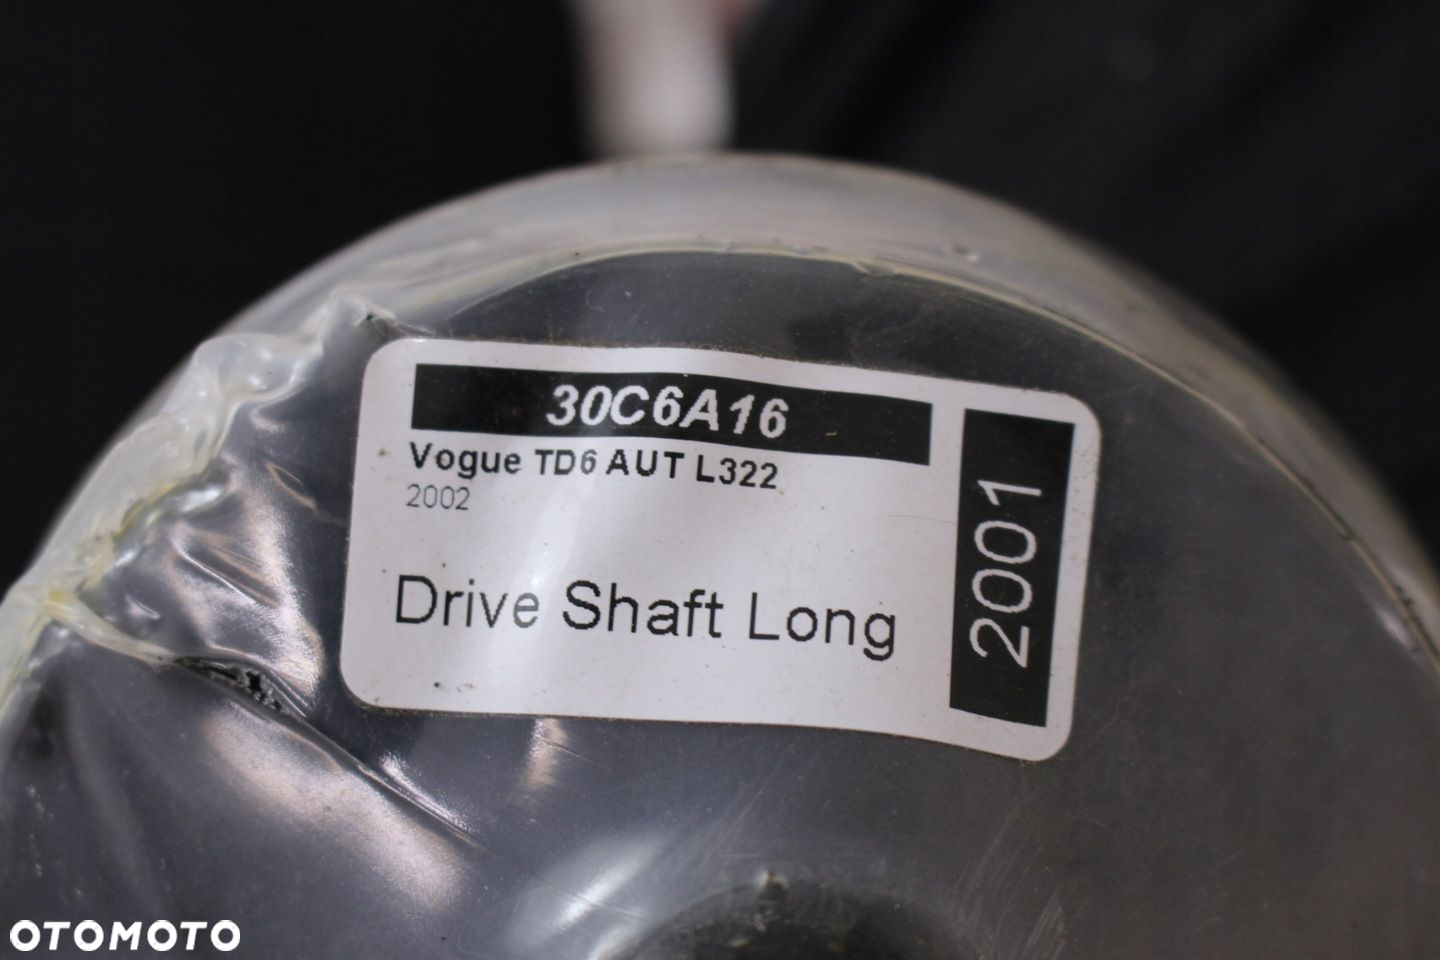 30C6A16
Vogue TD6 AUT L322
2002
Drive Shaft Long
2001
OTOMOTO